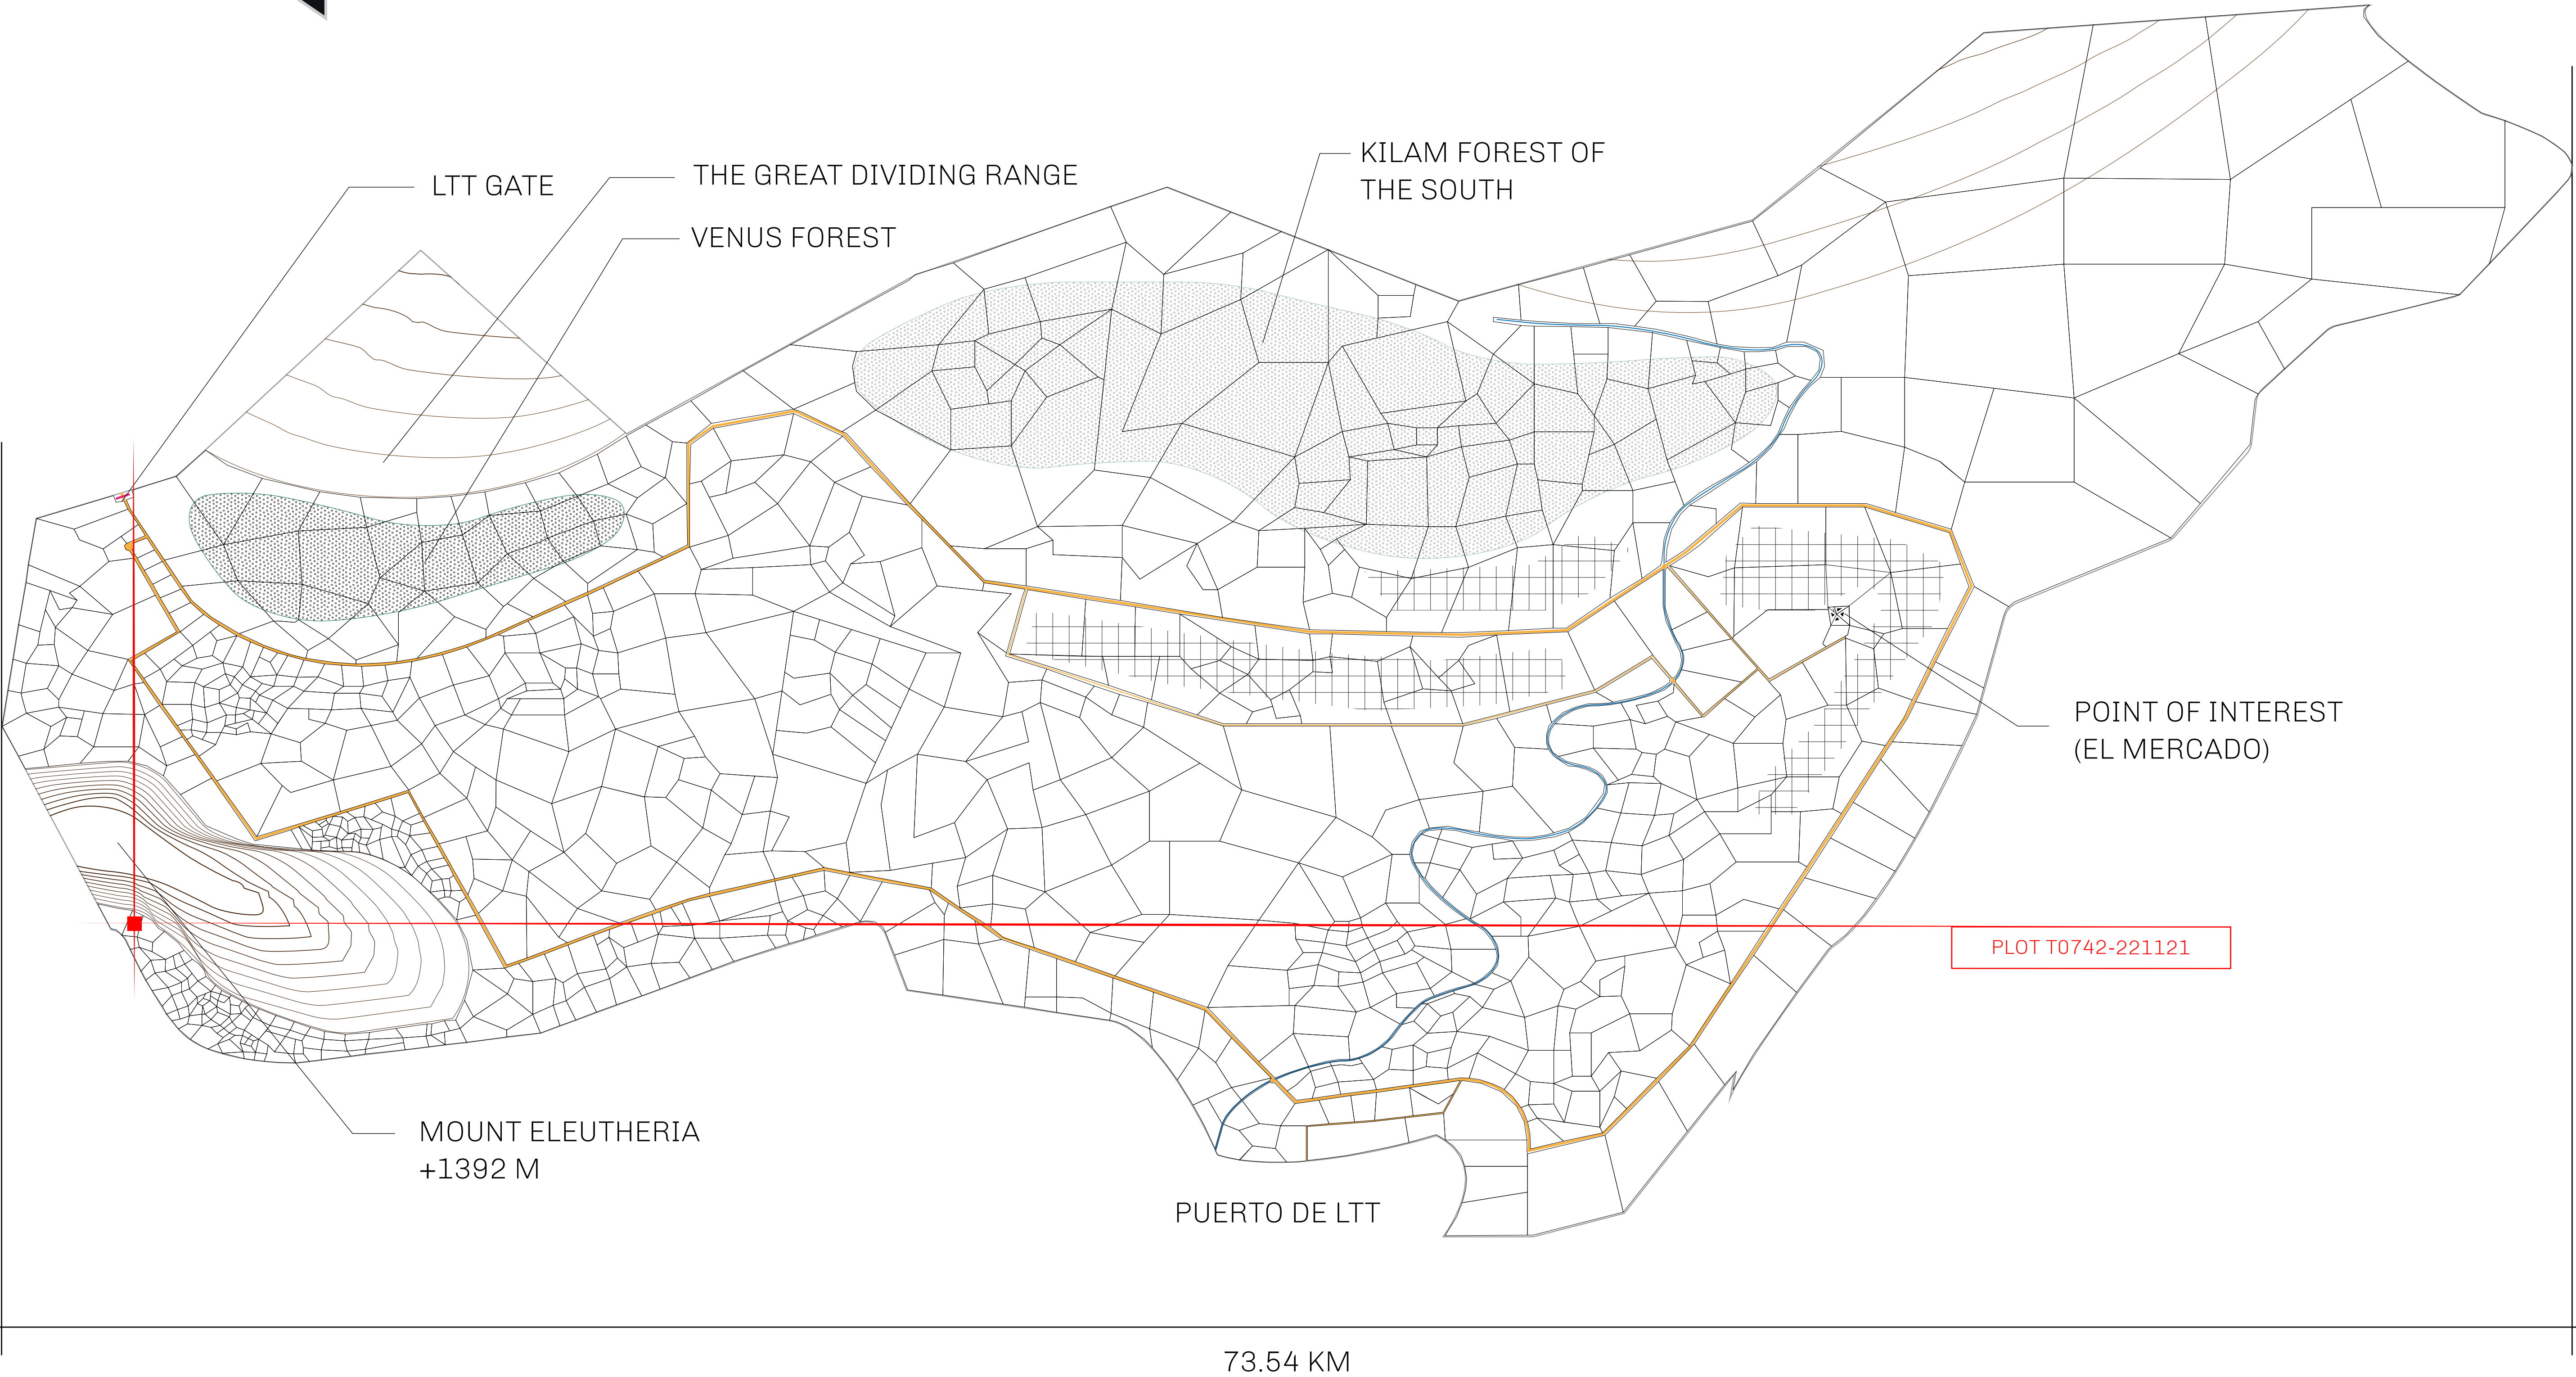 KILAM FOREST OF
THE SOUTH
THE GREAT DIVIDING RANGE
LTT GATE
VENUS FOREST
POINT OF INTEREST
(EL MERCADO)
PLOT T0742-221121
MOUNT ELEUTHERIA
+1392 M
PUERTO DE LTT
73.54 KM